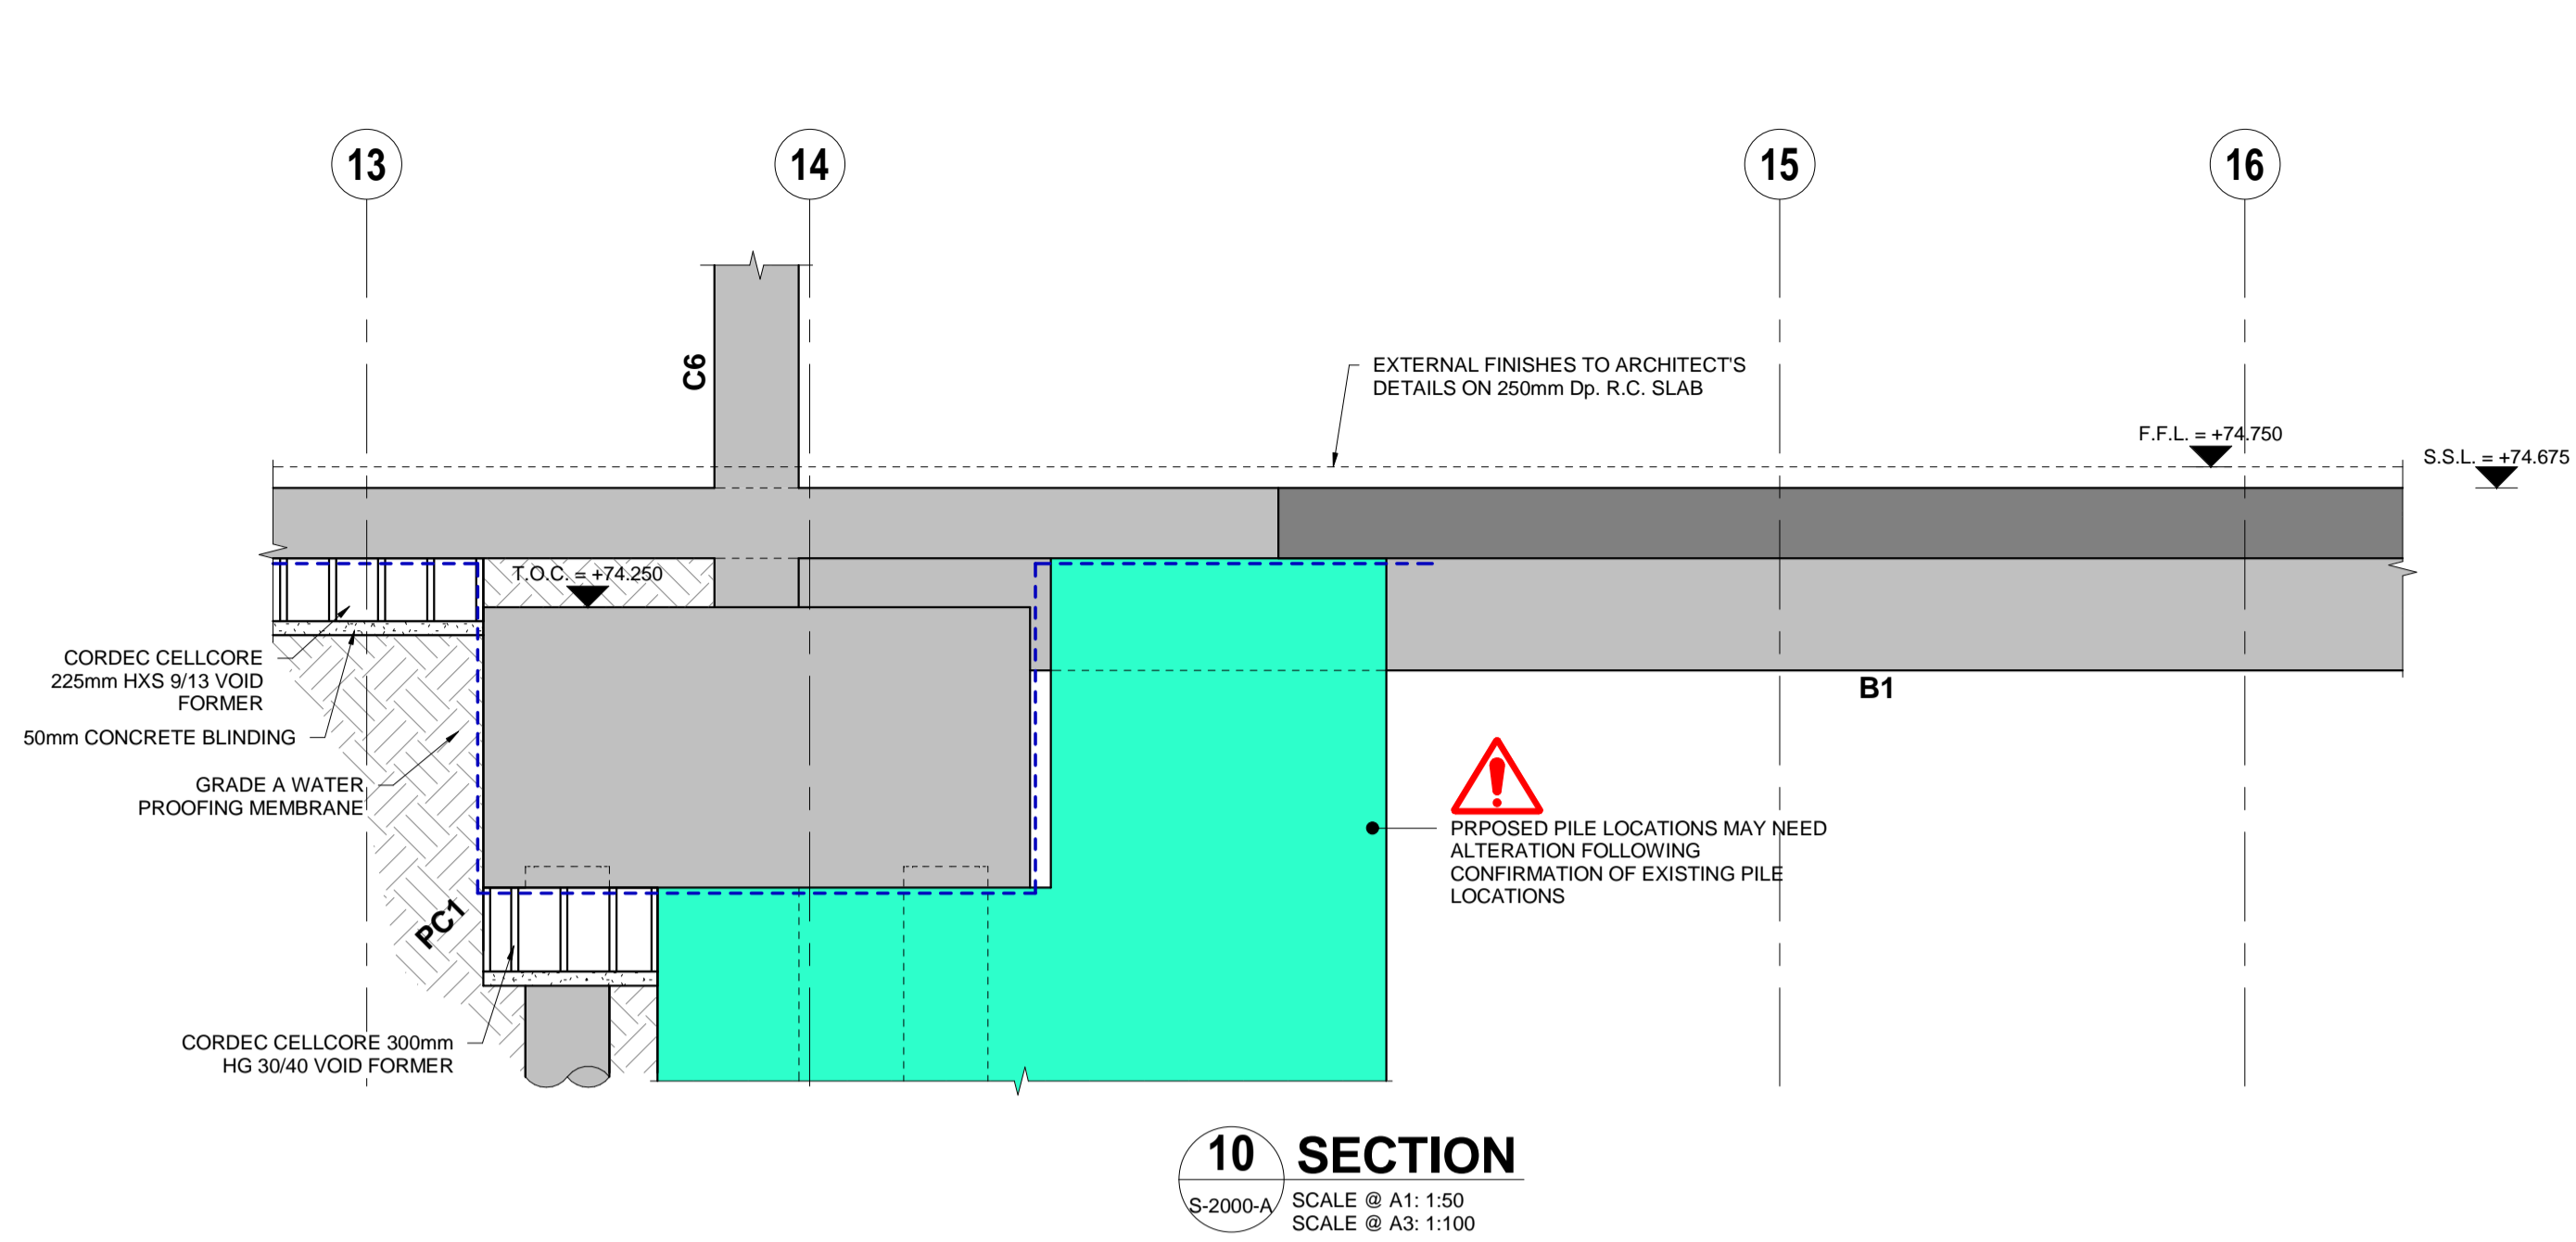 13
14
15
16
C6
EXTERNAL FINISHES TO ARCHITECT'S
DETAILS ON 250mm Dp. R.C. SLAB
F.F.L. = +74.750
S.S.L. = +74.675
T.O.C. = +74.250
CORDEC CELLCORE
225mm HXS 9/13 VOID
FORMER
50mm CONCRETE BLINDING
GRADE A WATER
PROOFING MEMBRANE
B1
PRPOSED PILE LOCATIONS MAY NEED
ALTERATION FOLLOWING
CONFIRMATION OF EXISTING PILE
LOCATIONS
PC1
CORDEC CELLCORE 300mm
HG 30/40 VOID FORMER
10
SECTION
S-2000-A
SCALE @ A1: 1:50
SCALE @ A3: 1:100